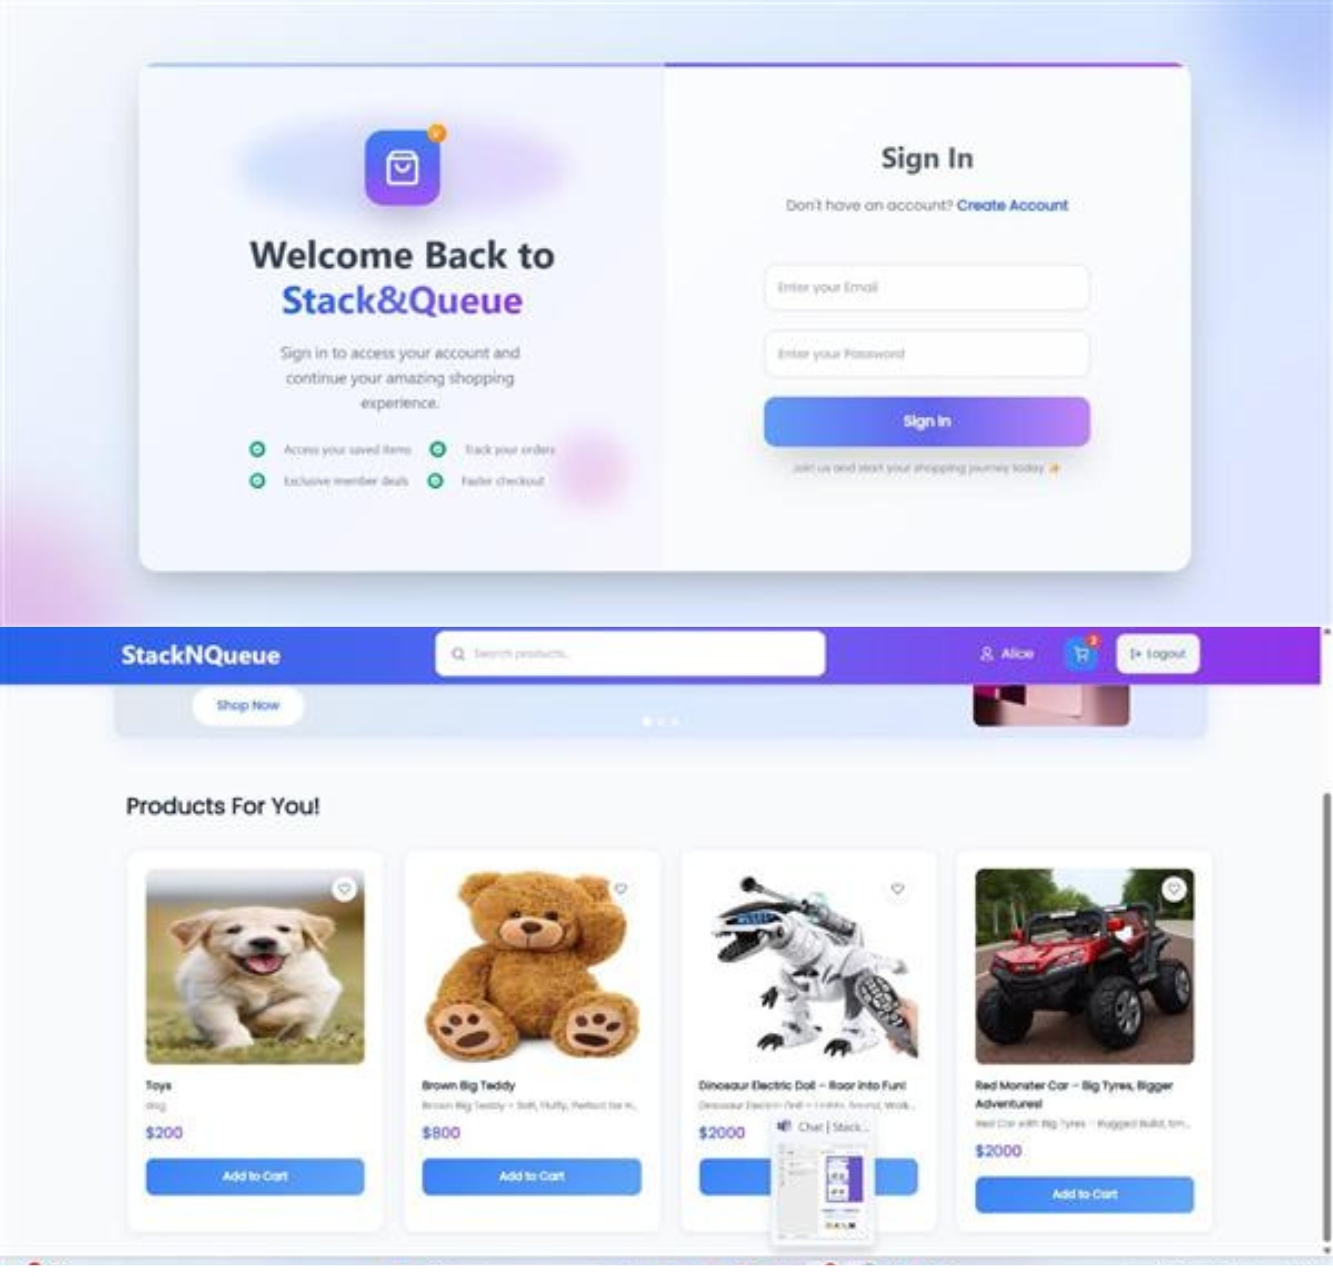 Welcome Back to
Stack&Queue
Sign in to access your account and
continue your amazing shopping
experience.
Access your saved items
Track your orders
Exclusive member deals
Faster checkout
Sign In
Don't have an account? Create Account
Enter your Email
Enter your Password
Sign In
Join us and start your shopping journey today
StackNQueue
Search products...
Alice
Logout
Shop Now
Products For You!
Toys
dog
$200
Add to Cart
Brown Big Teddy
Brown Big Teddy – Soft, Fluffy, Perfect for
$800
Add to Cart
Dinosaur Electric Doll – Roar into Fun!
Dinosaur Electric Doll – Lights, Sound, Walk...
$2000
Chat | Stack...
Red Monster Car – Big Tyres, Bigger
Adventures!
Red Car with Big Tyres – Rugged Build,
$2000
Add to Cart